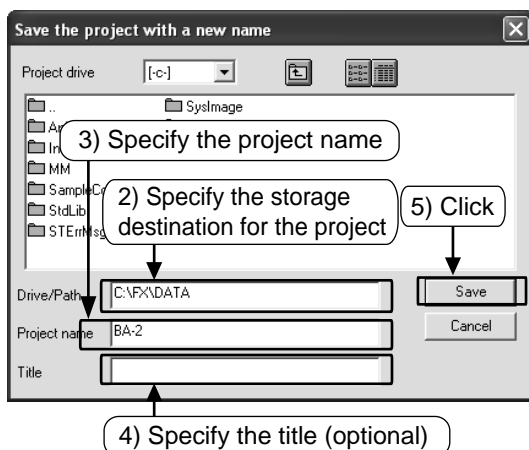 Save the project with a new name
Project drive [-c-]
.. SysImage
3) Specify the project name
MM
2) Specify the storage
destination for the project
5) Click
StdLib
Drive/Path C:\FX\DATA Save
Project name BA-2 Cancel
Title
4) Specify the title (optional)